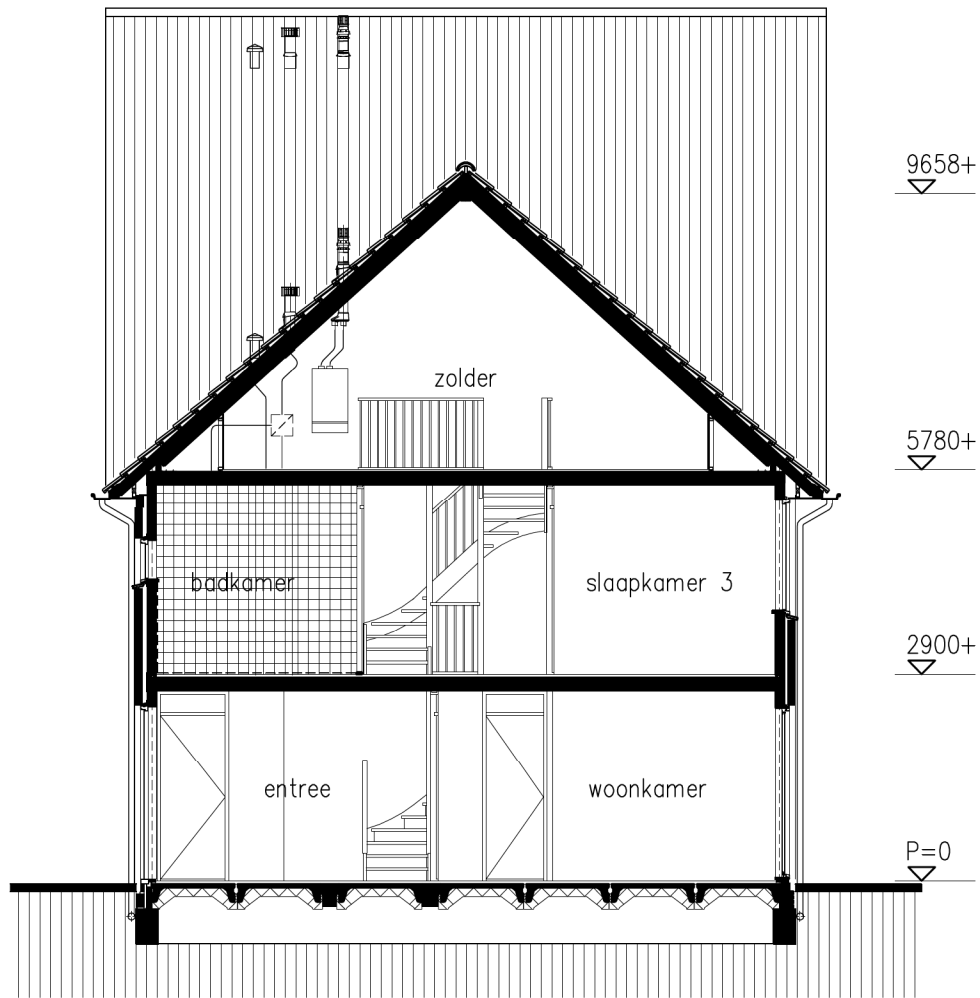 9658+
zolder
5780+
badkamer
slaapkamer 3
2900+
entree
woonkamer
P=0